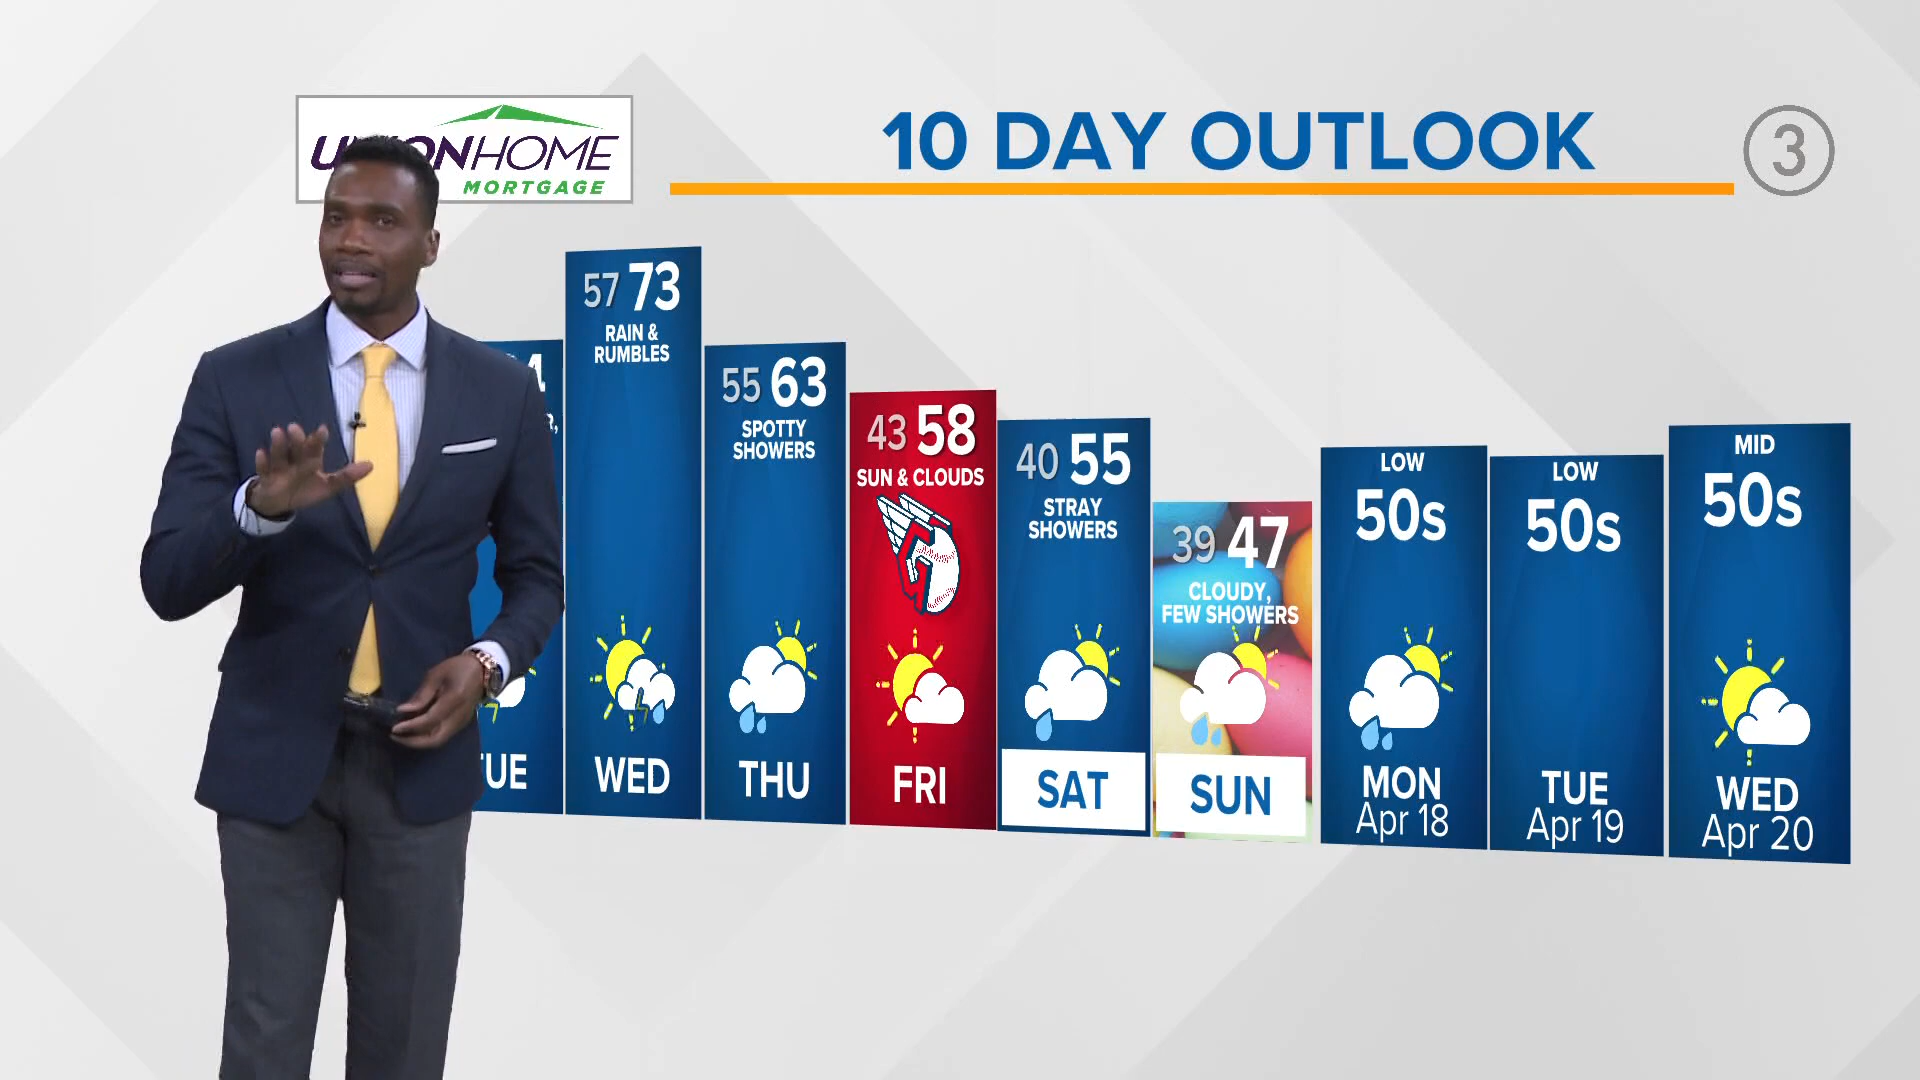 HOME
MORTGAGE
10 DAY OUTLOOK
3
57 73
RAIN &
RUMBLES
WED
55 63
SPOTTY
SHOWERS
THU
43 58
SUN & CLOUDS
FRI
40 55
STRAY
SHOWERS
SAT
39 47
CLOUDY,
FEW SHOWERS
SUN
LOW
50s
MON
Apr 18
LOW
50s
TUE
Apr 19
MID
50s
WED
Apr 20